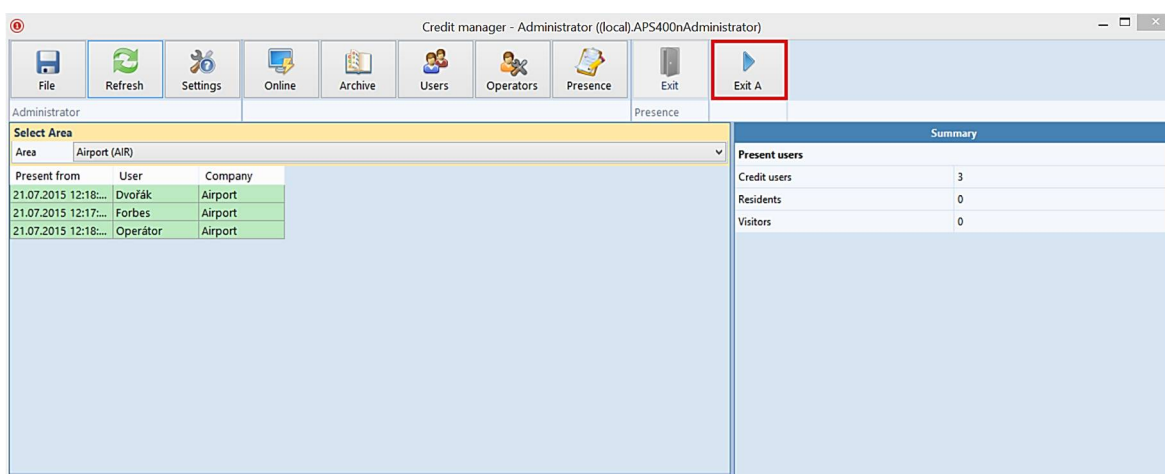 Credit manager - Administrator ((local).APS400nAdministrator)
File Refresh Settings Online Archive Users Operators Presence Exit Exit A
Administrator Presence
Select Area
Area Airport (AIR)
Present from User Company
21.07.2015 12:18:... Dvořák Airport
21.07.2015 12:17:... Forbes Airport
21.07.2015 12:18:... Operátor Airport
Summary
Present users
Credit users 3
Residents 0
Visitors 0